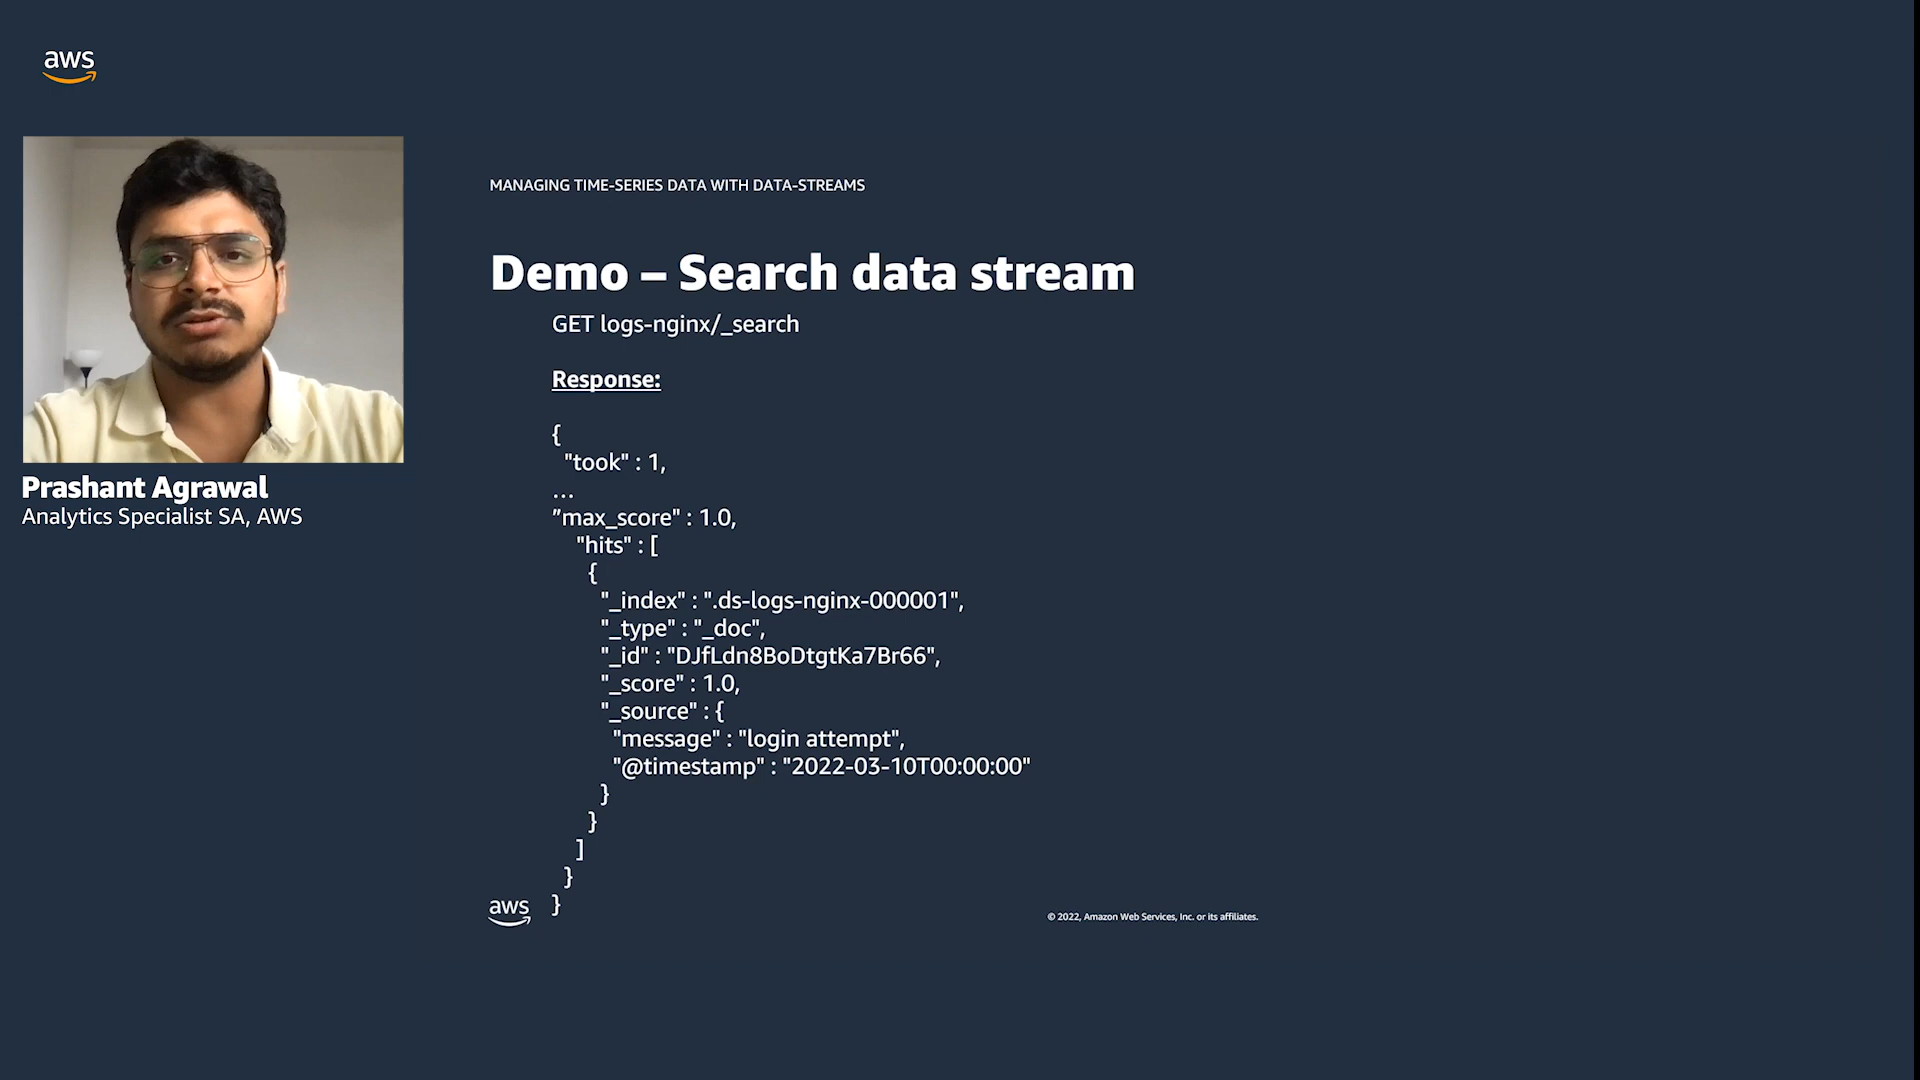 aws
MANAGING TIME-SERIES DATA WITH DATA-STREAMS
Demo – Search data stream
GET logs-nginx/_search
Response:
{
"took" : 1,
...
"max_score" : 1.0,
"hits" : [
{
"_index" : ".ds-logs-nginx-000001",
"_type" : "_doc",
"_id" : "DJfLdn8BoDtgtKa7Br66",
"_score" : 1.0,
"_source" : {
"message" : "login attempt",
"@timestamp" : "2022-03-10T00:00:00"
}
}
]
}
}
Prashant Agrawal
Analytics Specialist SA, AWS
aws
© 2022, Amazon Web Services, Inc. or its affiliates.